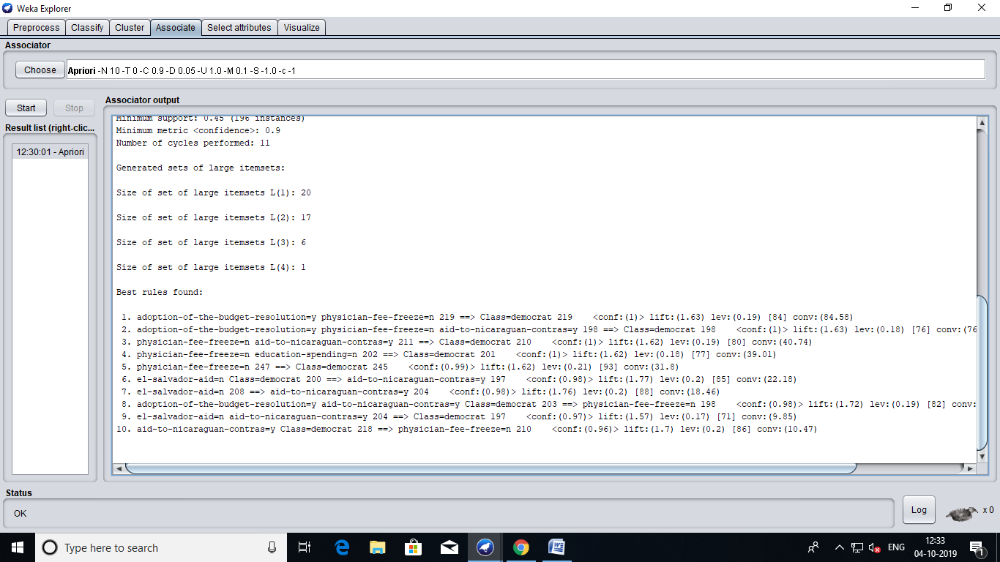 Weka Explorer
Preprocess Classify Cluster Associate Select attributes Visualize
Associator
Choose Apriori -N 10 -T 0 -C 0.9 -D 0.05 -U 1.0 -M 0.1 -S -1.0 -c -1
Start Stop
Result list (right-clic...
12:30:01 - Apriori
Associator output
Minimum support: 0.45 (196 instances)
Minimum metric <confidence>: 0.9
Number of cycles performed: 11
Generated sets of large itemsets:
Size of set of large itemsets L(1): 20
Size of set of large itemsets L(2): 17
Size of set of large itemsets L(3): 6
Size of set of large itemsets L(4): 1
Best rules found:
1. adoption-of-the-budget-resolution=y physician-fee-freeze=n 219 ==> Class=democrat 219 <conf:(1)> lift:(1.63) lev:(0.19) [84] conv:(84.58)
2. adoption-of-the-budget-resolution=y physician-fee-freeze=n aid-to-nicaraguan-contras=y 198 ==> Class=democrat 198 <conf:(1)> lift:(1.63) lev:(0.18) [76] conv:(76
3. physician-fee-freeze=n aid-to-nicaraguan-contras=y 211 ==> Class=democrat 210 <conf:(1)> lift:(1.62) lev:(0.19) [80] conv:(40.74)
4. physician-fee-freeze=n education-spending=n 202 ==> Class=democrat 201 <conf:(1)> lift:(1.62) lev:(0.18) [77] conv:(39.01)
5. physician-fee-freeze=n 247 ==> Class=democrat 245 <conf:(0.99)> lift:(1.62) lev:(0.21) [93] conv:(31.8)
6. el-salvador-aid=n Class=democrat 200 ==> aid-to-nicaraguan-contras=y 197 <conf:(0.98)> lift:(1.77) lev:(0.2) [85] conv:(22.18)
7. el-salvador-aid=n 208 ==> aid-to-nicaraguan-contras=y 204 <conf:(0.98)> lift:(1.76) lev:(0.2) [88] conv:(18.46)
8. adoption-of-the-budget-resolution=y aid-to-nicaraguan-contras=y Class=democrat 203 ==> physician-fee-freeze=n 198 <conf:(0.98)> lift:(1.72) lev:(0.19) [82] conv:
9. el-salvador-aid=n aid-to-nicaraguan-contras=y 204 ==> Class=democrat 197 <conf:(0.97)> lift:(1.57) lev:(0.17) [71] conv:(9.85)
10. aid-to-nicaraguan-contras=y Class=democrat 218 ==> physician-fee-freeze=n 210 <conf:(0.96)> lift:(1.7) lev:(0.2) [86] conv:(10.47)
Status
OK
Log x 0
Type here to search
ENG
12:33
04-10-2019
1